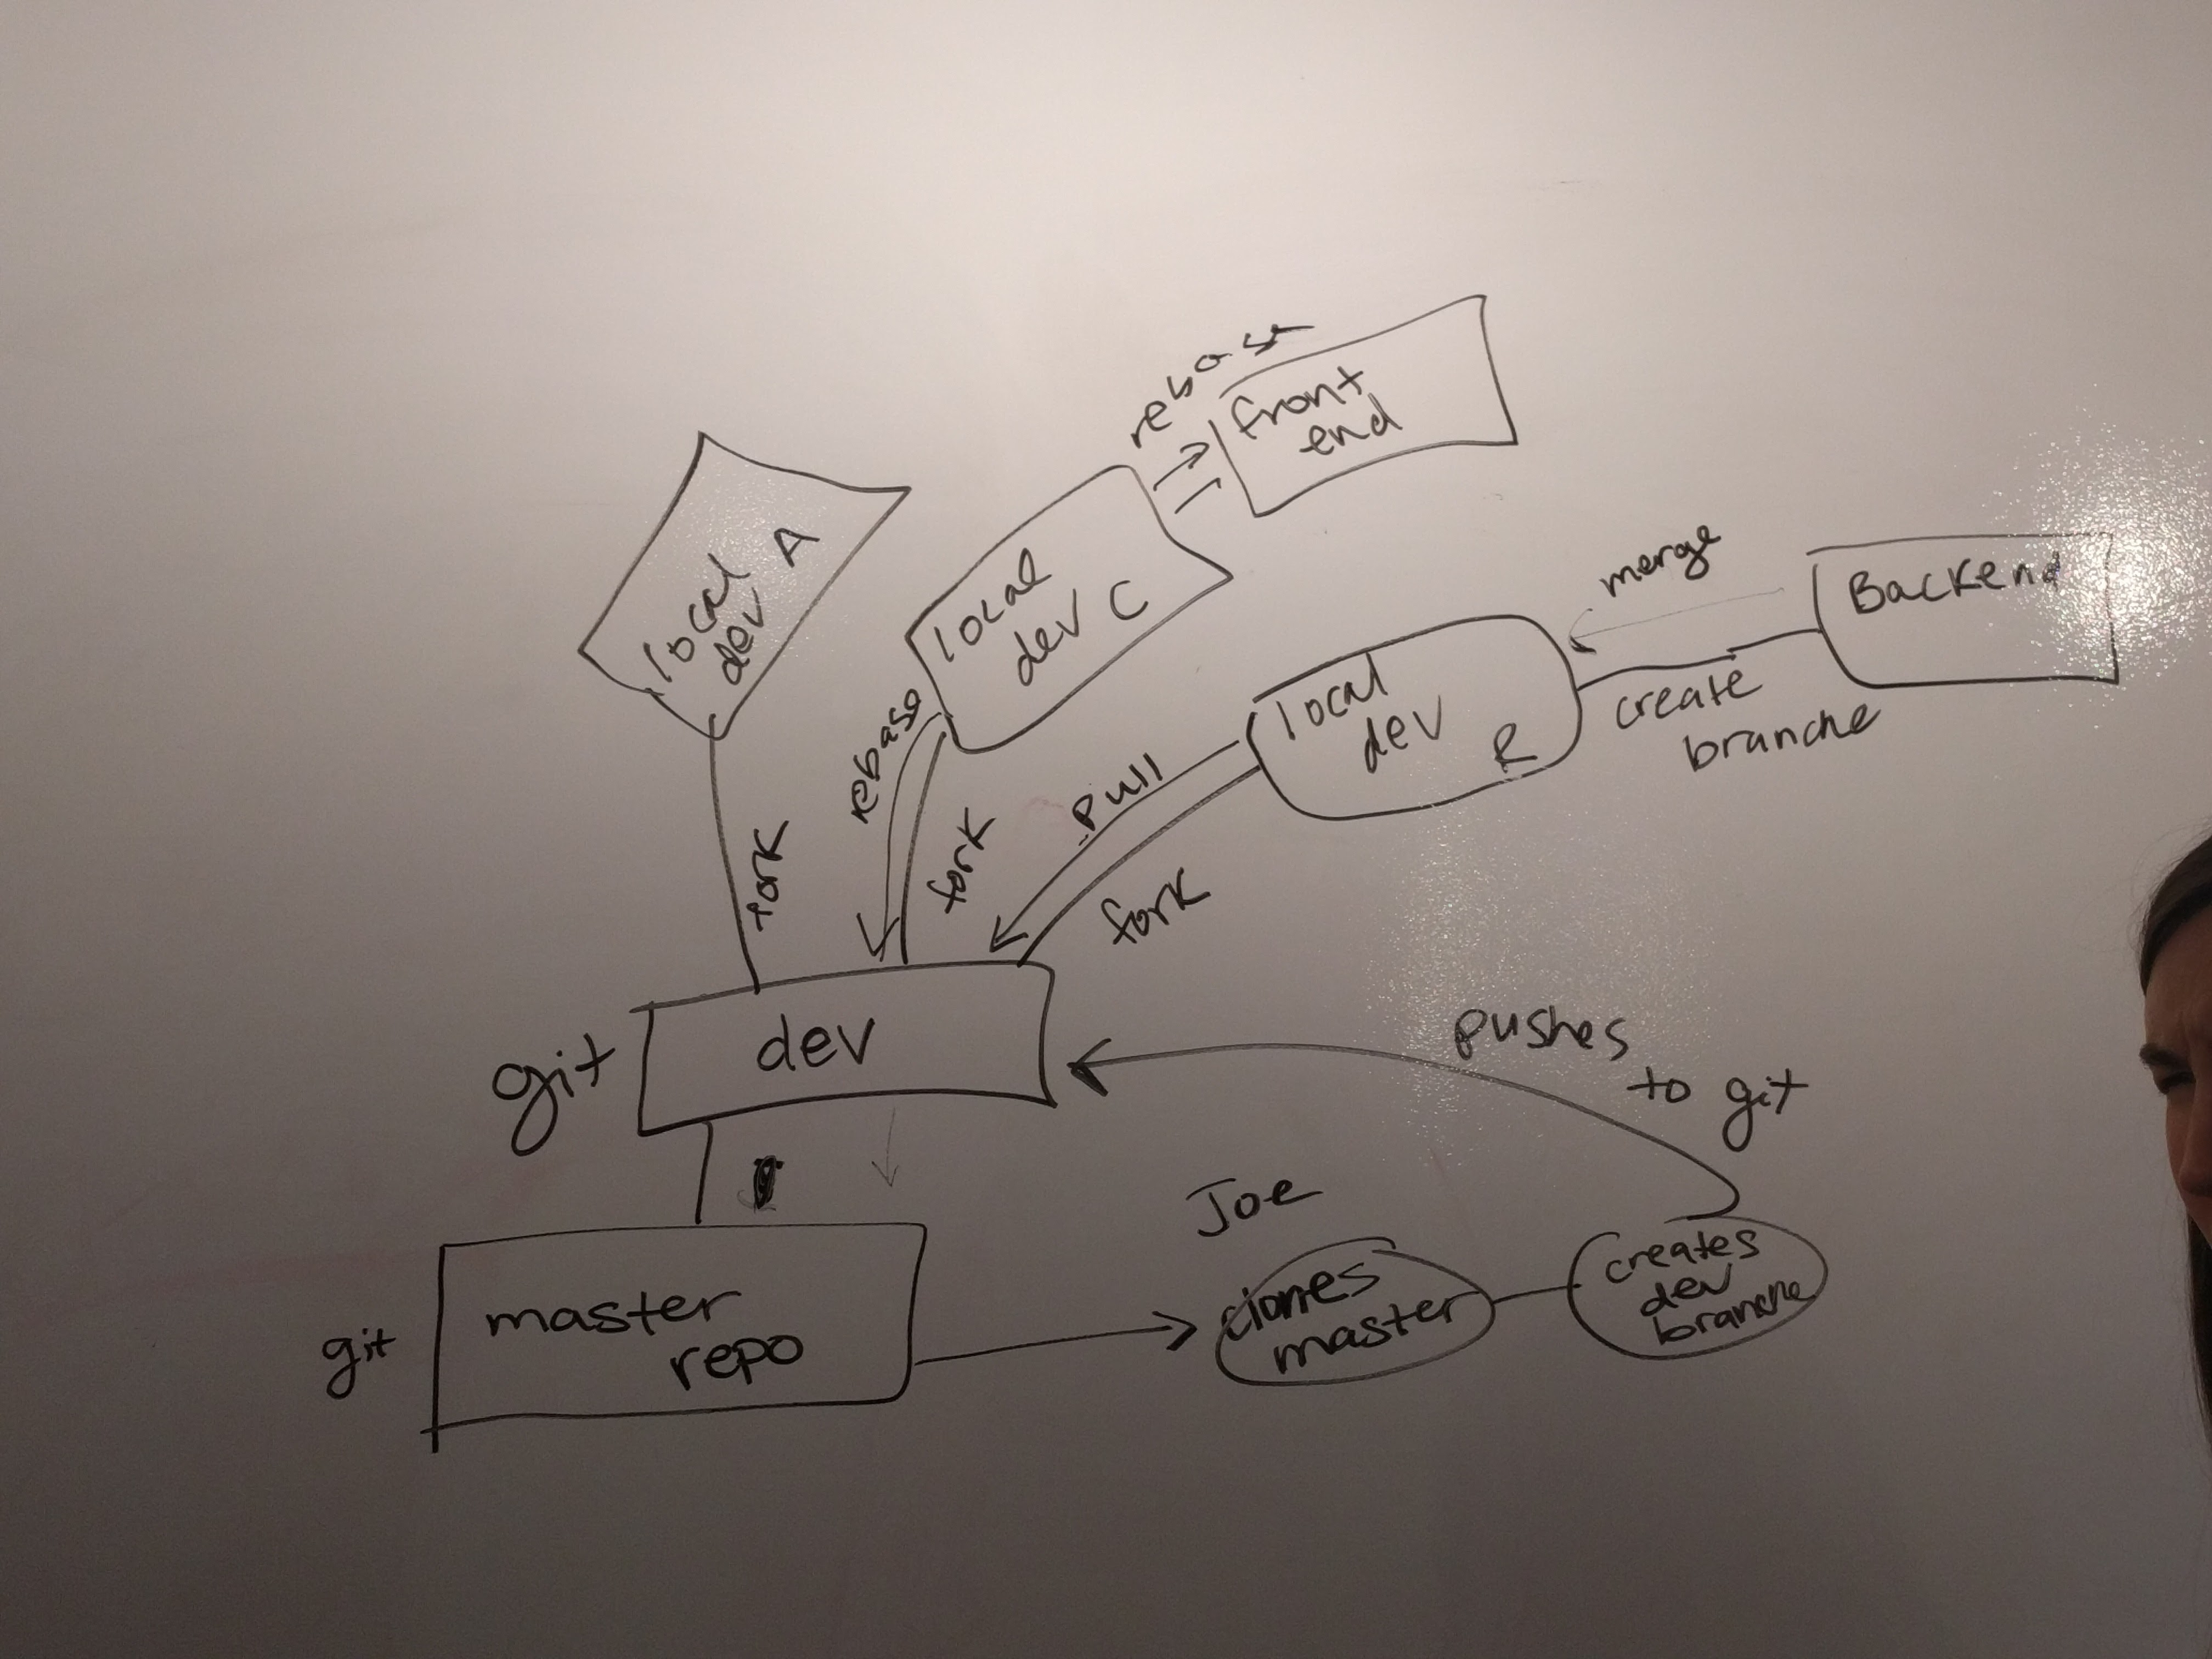 rebase
front
end
local
dev A
local
dev C
merge
Backend
create
branche
local
dev
R
rebase
fork
fork
pull
fork
git
dev
pushes
to git
Joe
git
master
repo
clones
master
creates
dev
branche